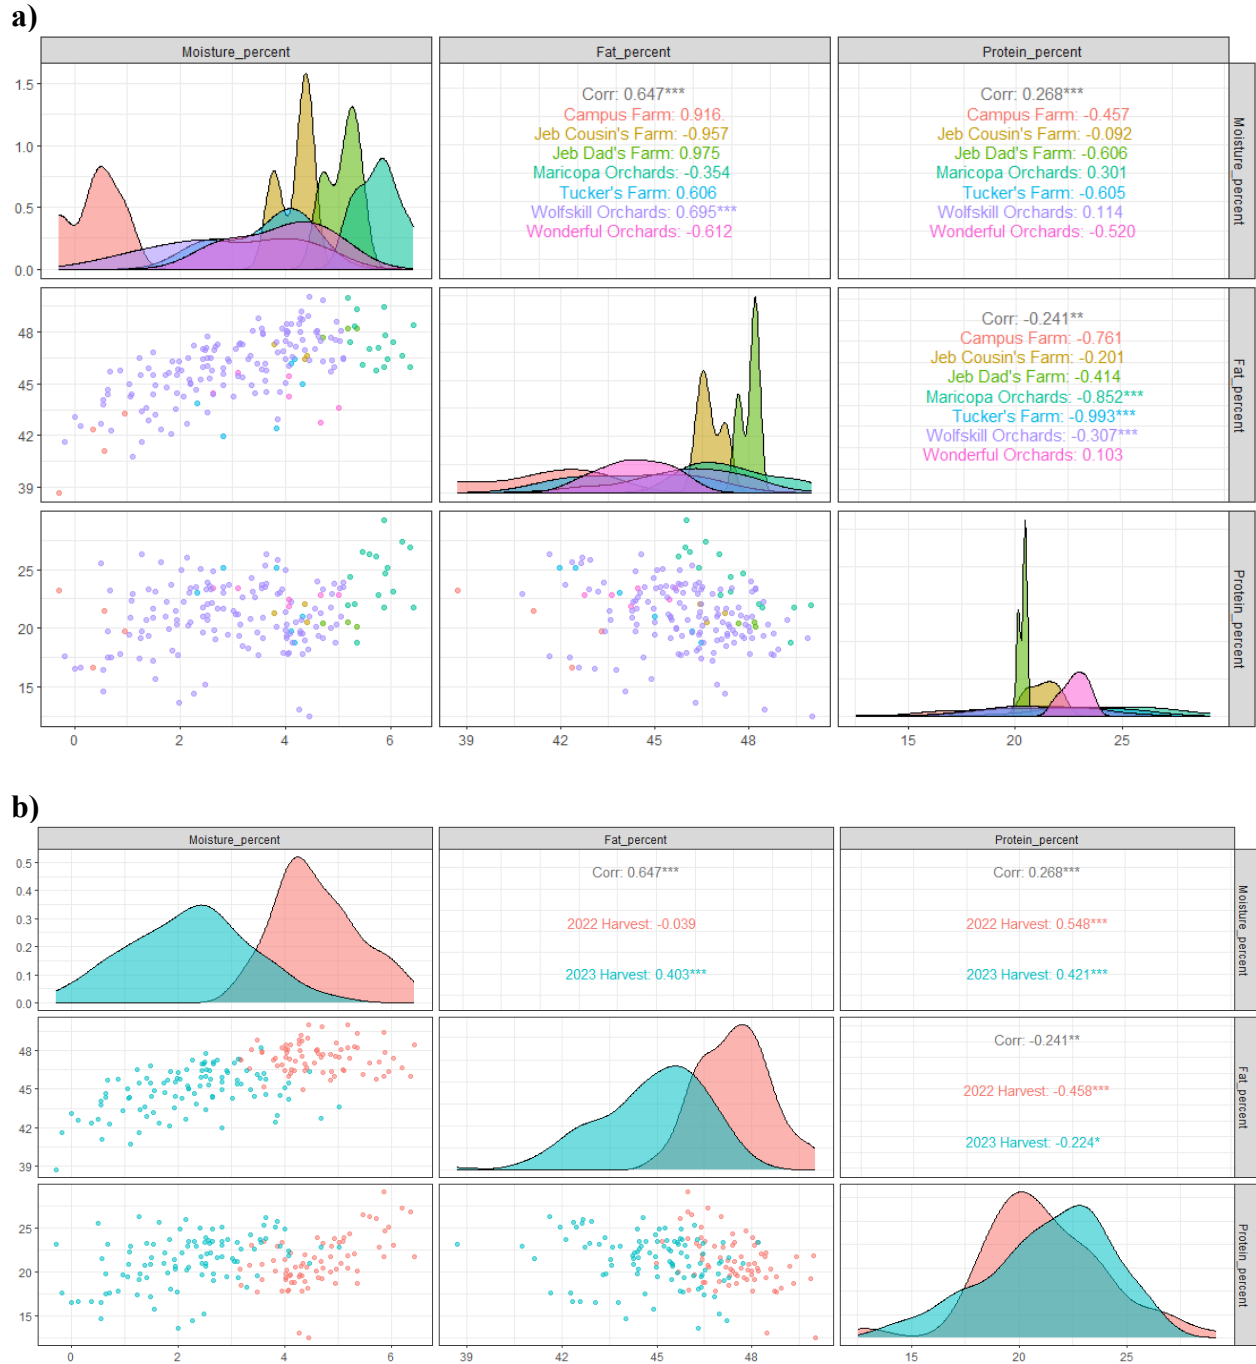 a)
Moisture_percent
Fat_percent
Protein_percent
1.5
1.0
0.5
0.0
Corr: 0.647***
Campus Farm: 0.916.
Jeb Cousin's Farm: -0.957
Jeb Dad's Farm: 0.975
Maricopa Orchards: -0.354
Tucker's Farm: 0.606
Wolfskill Orchards: 0.695***
Wonderful Orchards: -0.612
Corr: 0.268***
Campus Farm: -0.457
Jeb Cousin's Farm: -0.092
Jeb Dad's Farm: -0.606
Maricopa Orchards: 0.301
Tucker's Farm: -0.605
Wolfskill Orchards: 0.114
Wonderful Orchards: -0.520
Moisture_percent
48
45
42
39
Corr: -0.241**
Campus Farm: -0.761
Jeb Cousin's Farm: -0.201
Jeb Dad's Farm: -0.414
Maricopa Orchards: -0.852***
Tucker's Farm: -0.993***
Wolfskill Orchards: -0.307***
Wonderful Orchards: 0.103
Fat_percent
25
20
15
Protein_percent
0 2 4 6
39 42 45 48
15 20 25
b)
Moisture_percent
Fat_percent
Protein_percent
0.5
0.4
0.3
0.2
0.1
0.0
Corr: 0.647***
2022 Harvest: -0.039
2023 Harvest: 0.403***
Corr: 0.268***
2022 Harvest: 0.548***
2023 Harvest: 0.421***
Moisture_percent
48
45
42
39
Corr: -0.241**
2022 Harvest: -0.458***
2023 Harvest: -0.224*
Fat_percent
25
20
15
Protein_percent
0 2 4 6
39 42 45 48
15 20 25